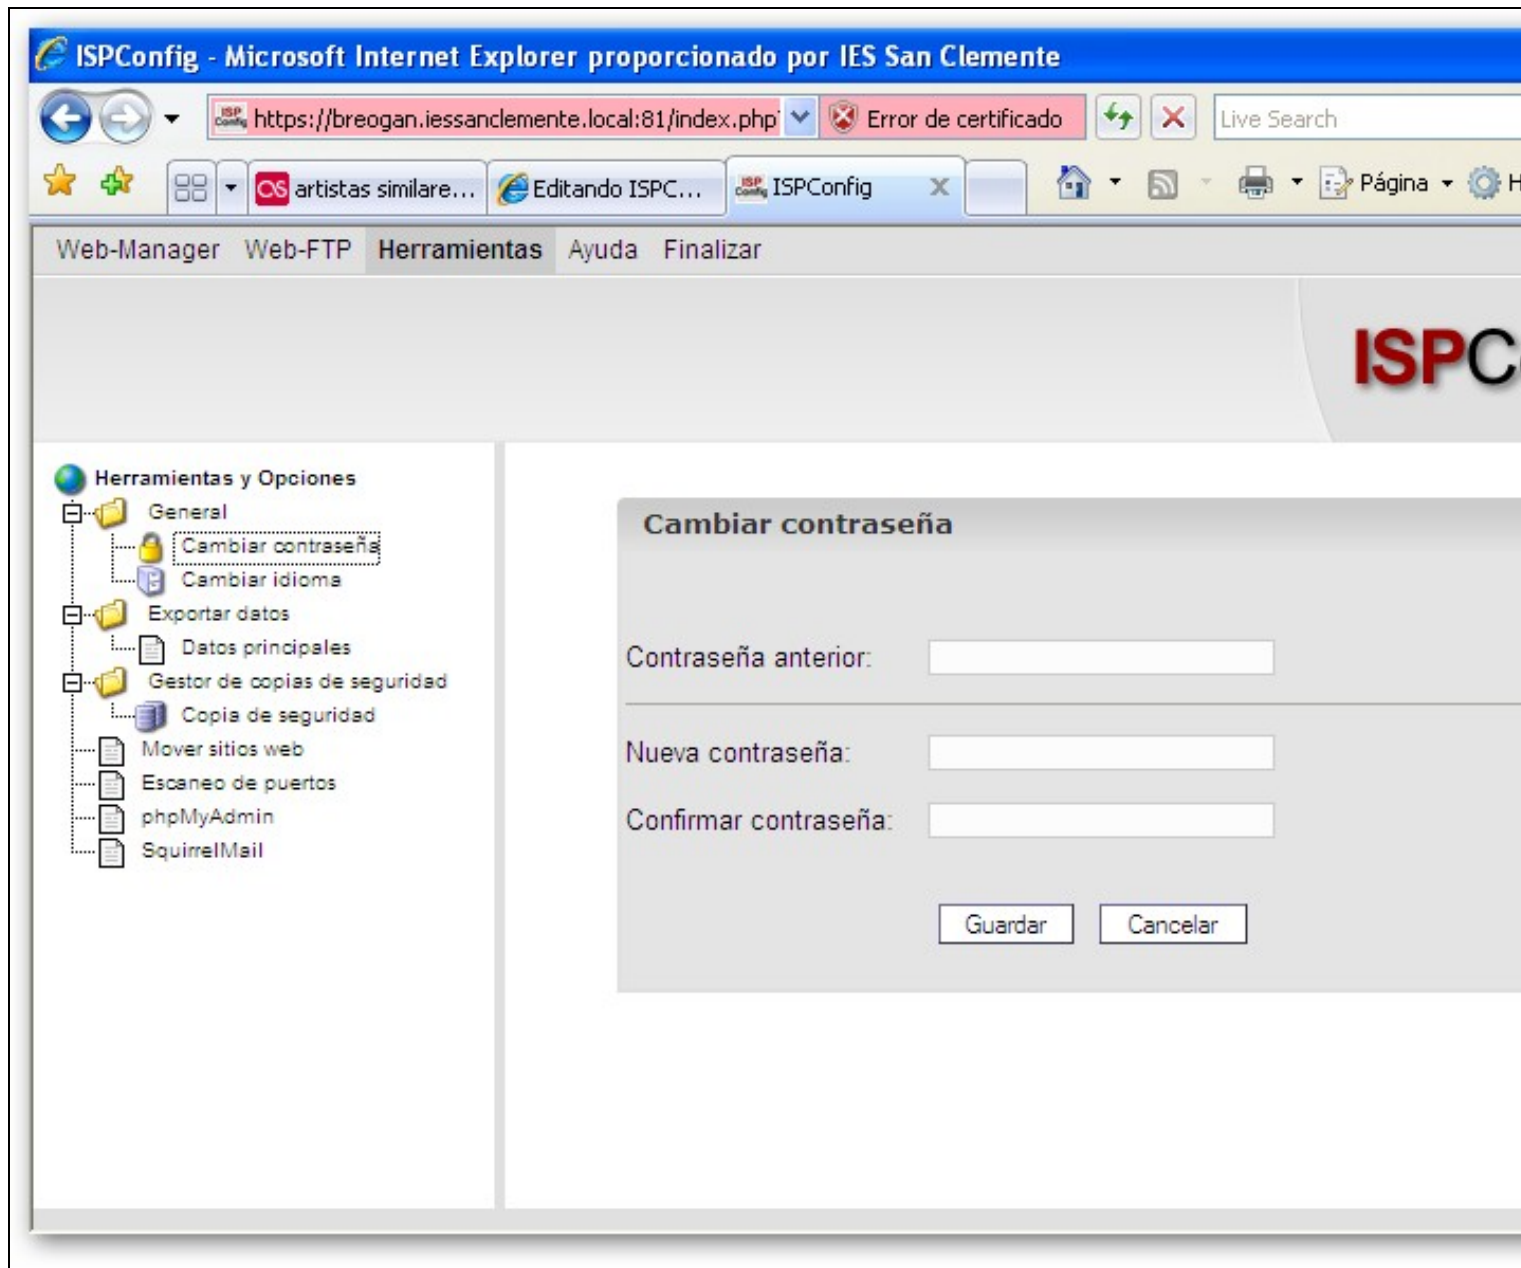 ISPConfig - Microsoft Internet Explorer proporcionado por IES San Clemente
https://breogan.iessanclemente.local:81/index.php
Error de certificado
Live Search
artistas similare...
Editando ISPC...
ISPConfig
Página
Web-Manager Web-FTP Herramientas Ayuda Finalizar
ISP
Herramientas y Opciones
General
Cambiar contraseña
Cambiar idioma
Exportar datos
Datos principales
Gestor de copias de seguridad
Copia de seguridad
Mover sitios web
Escaneo de puertos
phpMyAdmin
SquirrelMail
Cambiar contraseña
Contraseña anterior:
Nueva contraseña:
Confirmar contraseña:
Guardar Cancelar